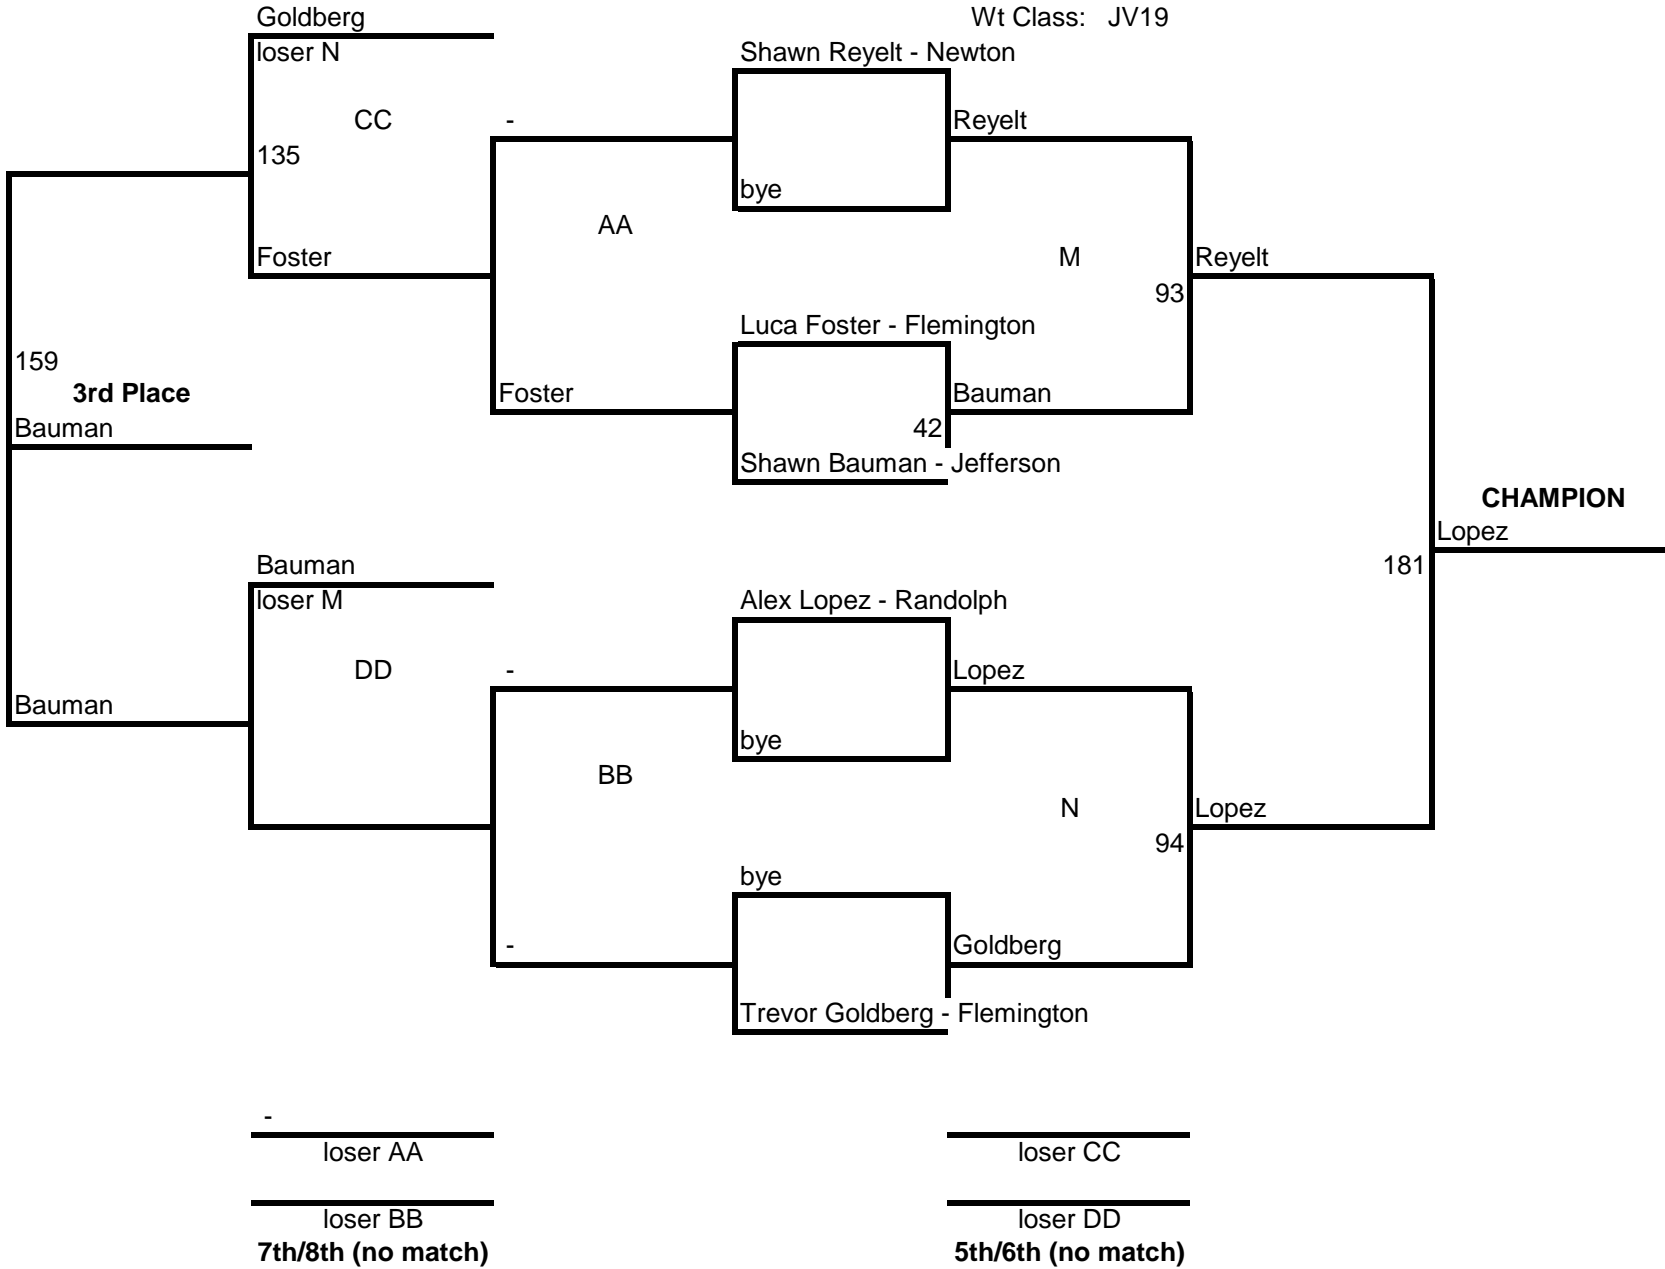 Goldberg
Wt Class: JV19
loser N
Shawn Reyelt - Newton
CC
-
Reyelt
135
bye
AA
Foster
M
Reyelt
93
Luca Foster - Flemington
159
3rd Place
Foster
Bauman
Bauman
42
Shawn Bauman - Jefferson
CHAMPION
Lopez
Bauman
181
loser M
Alex Lopez - Randolph
DD
-
Lopez
Bauman
bye
BB
N
Lopez
94
bye
-
Goldberg
Trevor Goldberg - Flemington
-
loser AA
loser CC
loser BB
loser DD
7th/8th (no match)
5th/6th (no match)